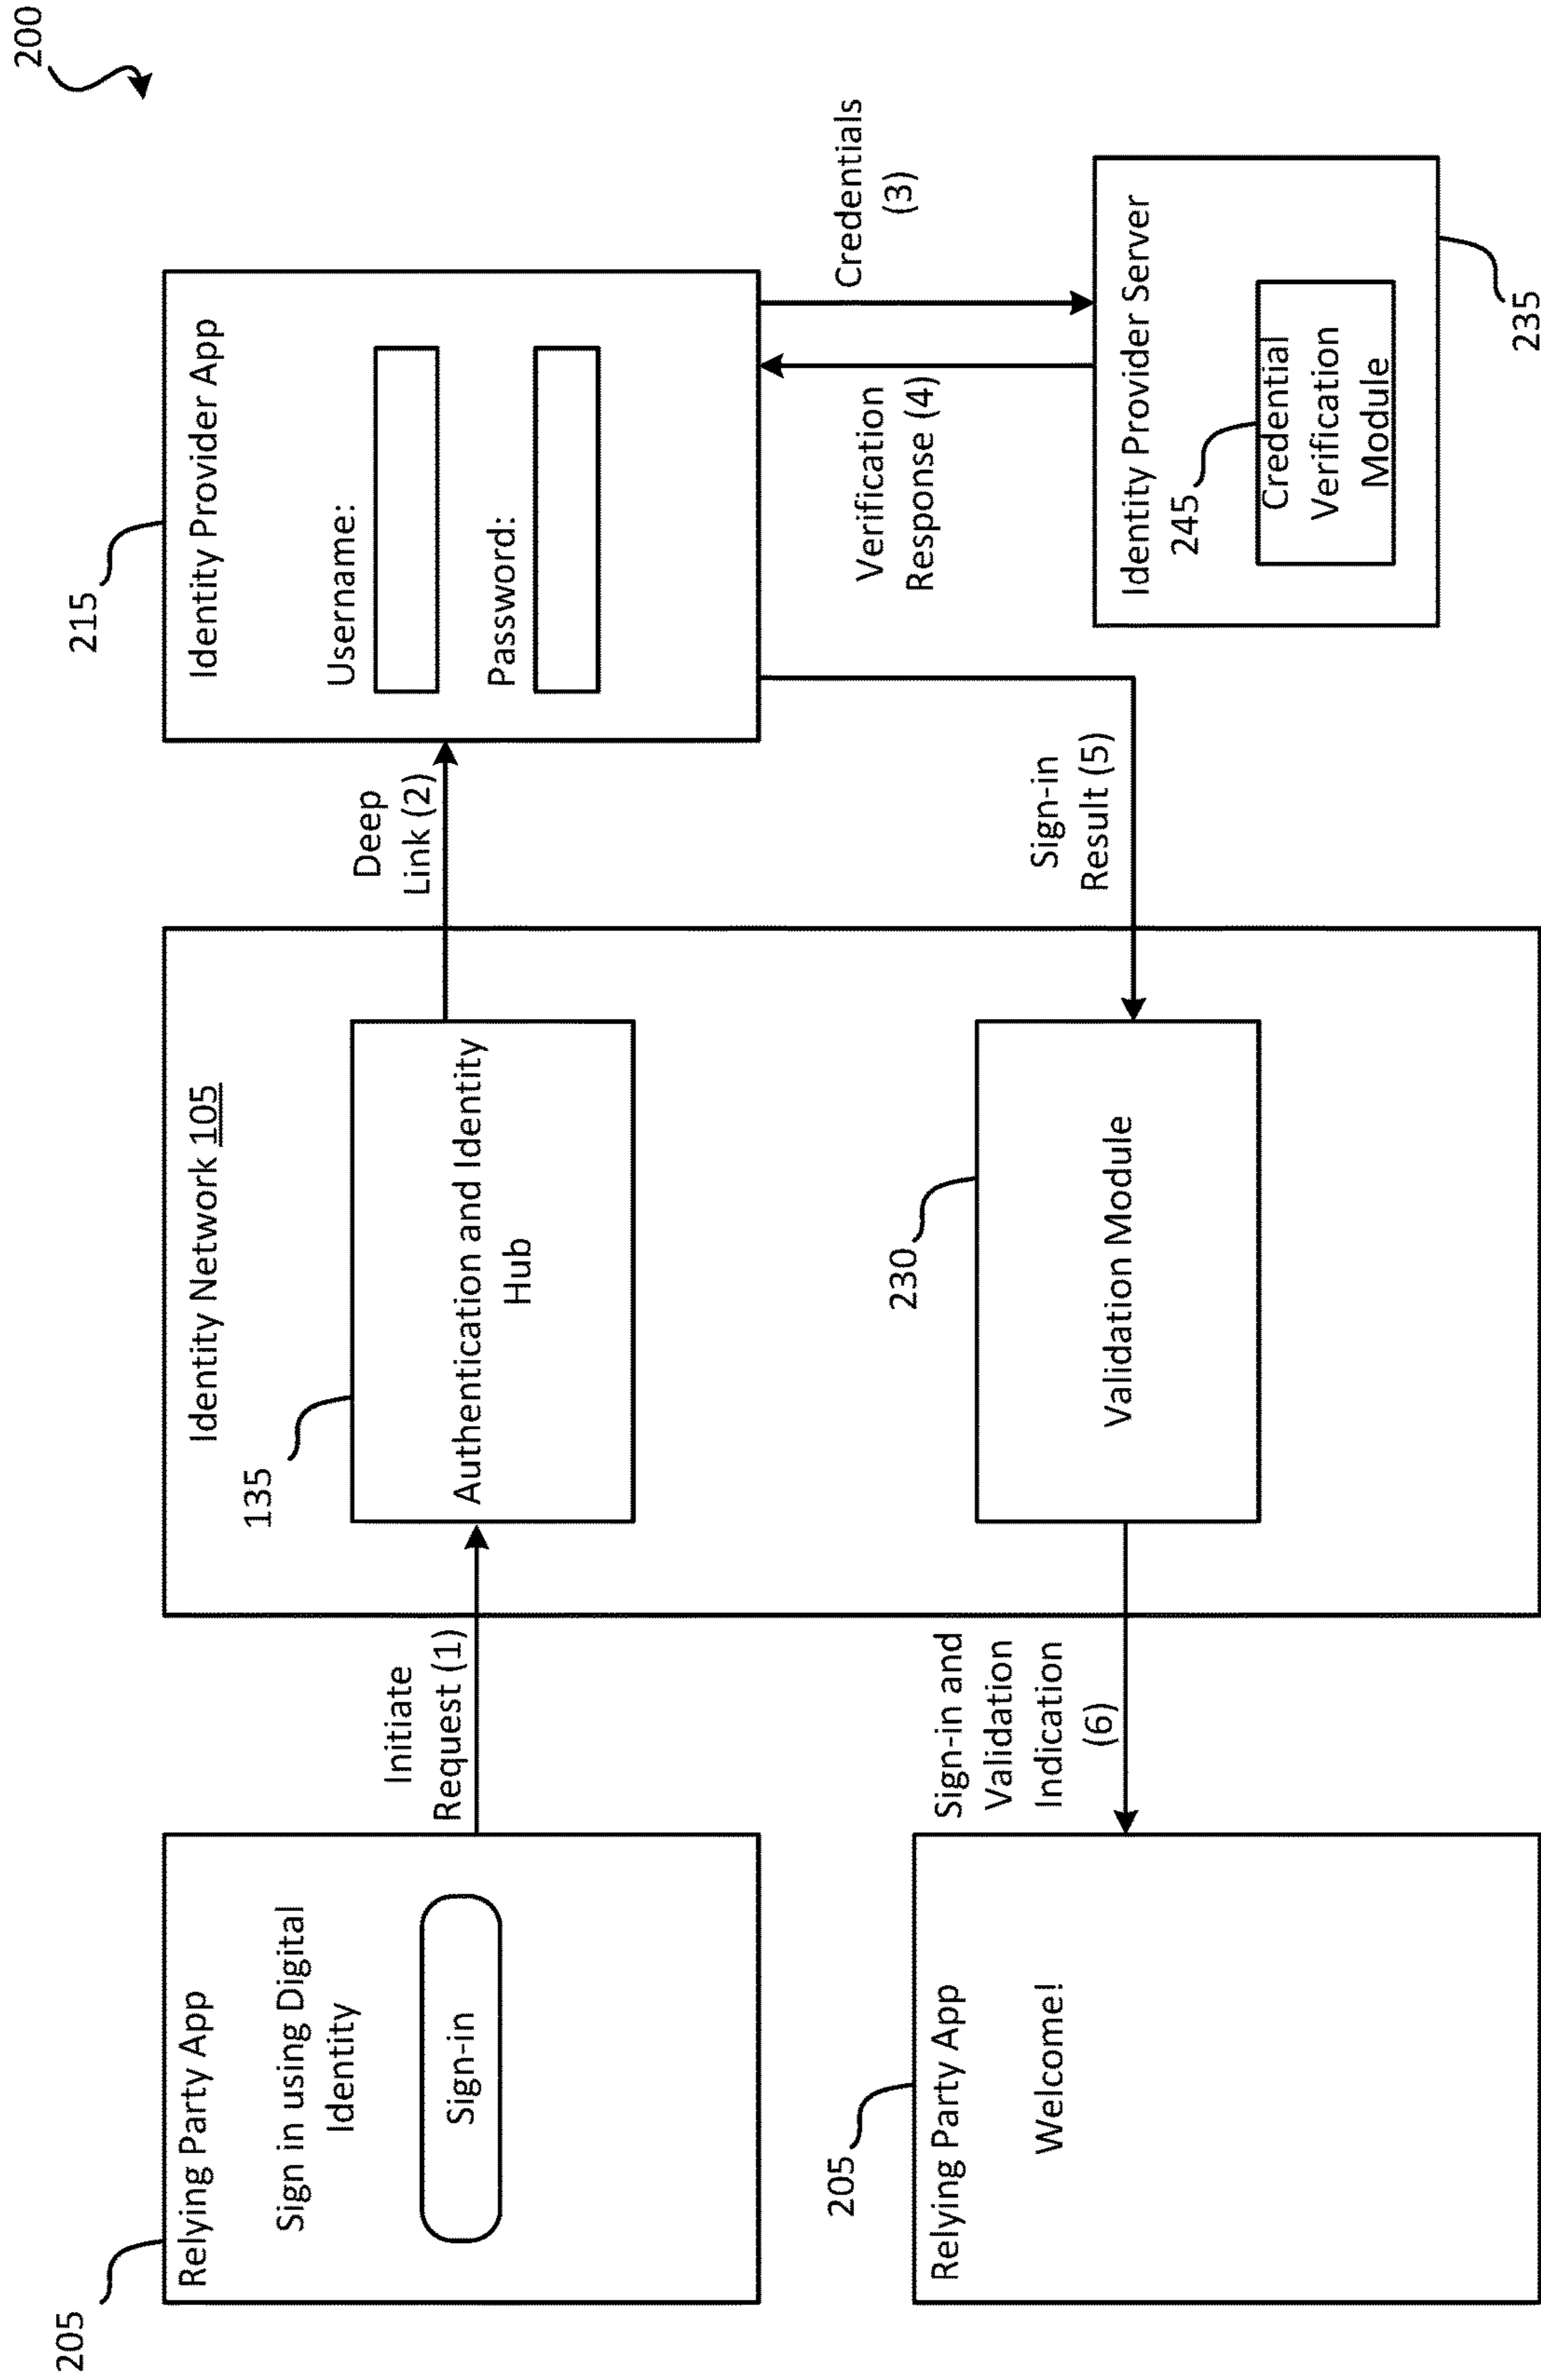 200
205
Relying Party App
Sign in using Digital
Identity
Sign-in
Initiate
Request (1)
Identity Network 105
135
Authentication and Identity
Hub
Deep
Link (2)
215
Identity Provider App
Username:
Password:
Credentials
(3)
Verification
Response (4)
Identity Provider Server
245
Credential
Verification
Module
235
Sign-in
Result (5)
230
Validation Module
Sign-in and
Validation
Indication
(6)
205
Relying Party App
Welcome!